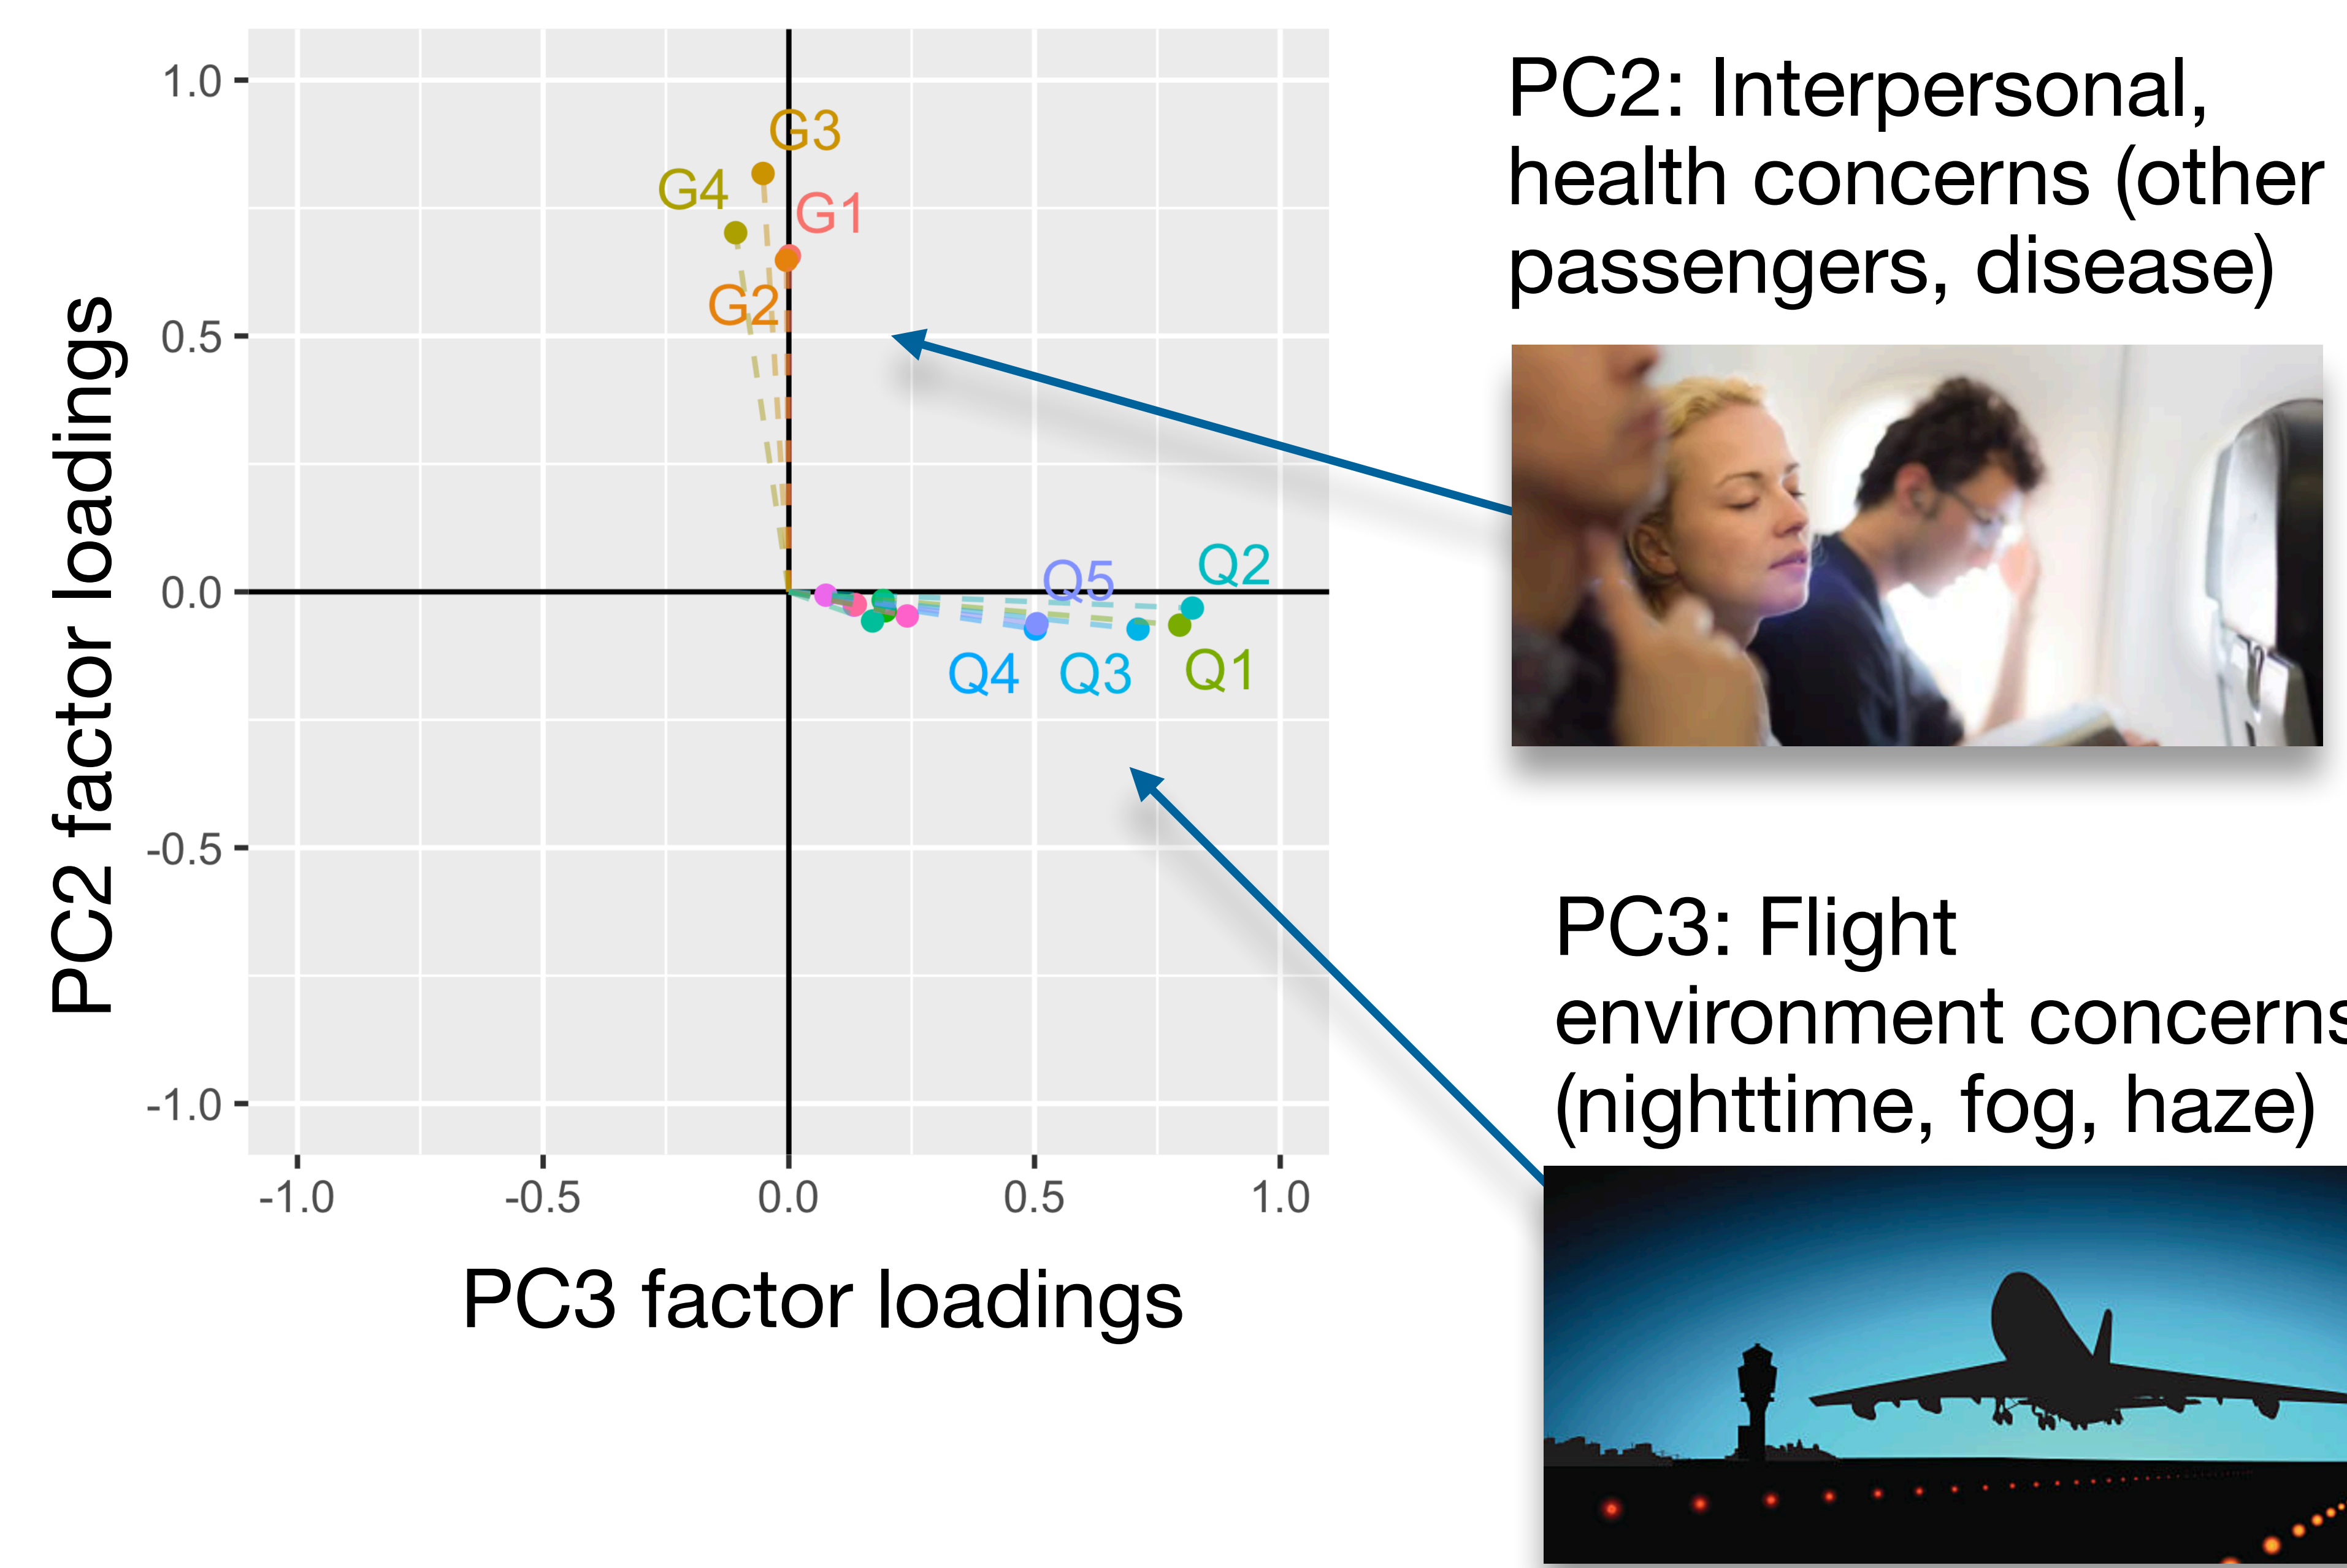 PC2 factor loadings
1.0
0.5
0.0
-0.5
-1.0
G3
G4
G1
G2
Q5
Q2
Q4
Q3
Q1
-1.0
-0.5
0.0
0.5
1.0
PC3 factor loadings
PC2: Interpersonal,
health concerns (other
passengers, disease)
PC3: Flight
environment concerns
(nighttime, fog, haze)